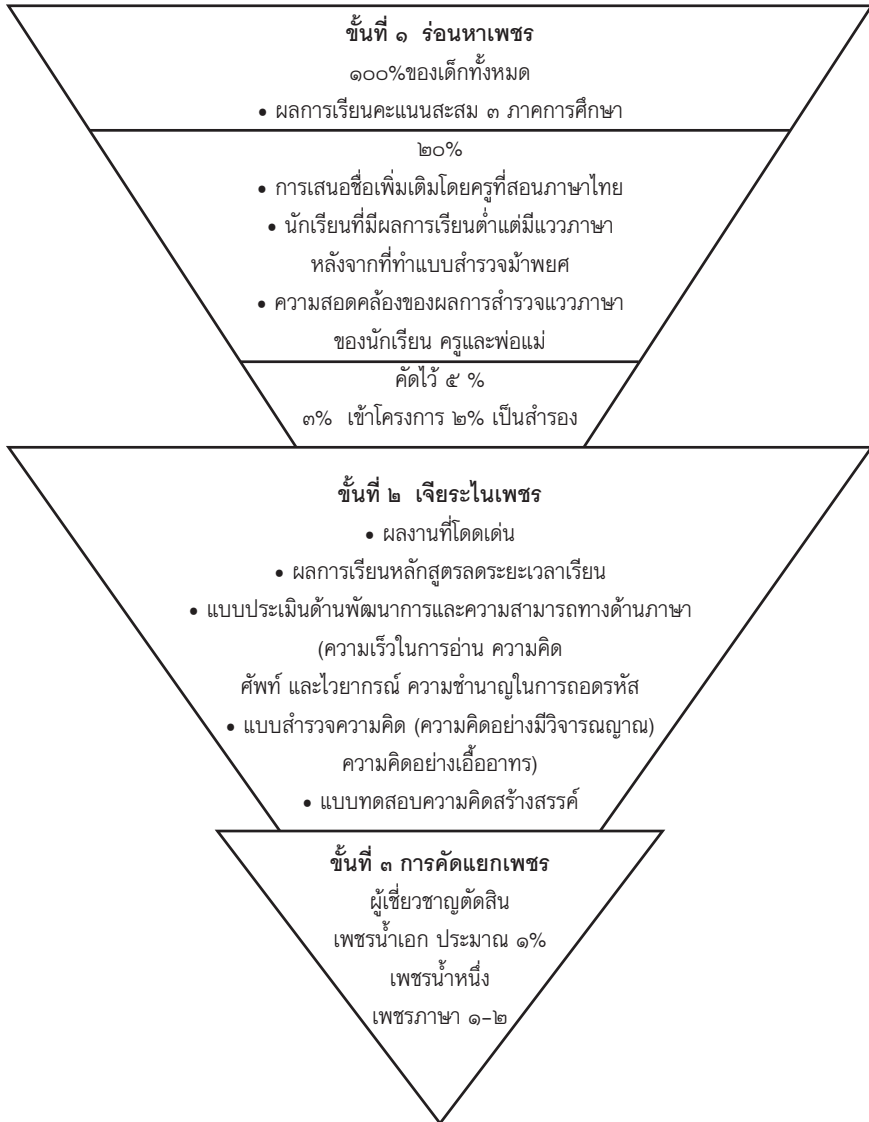 ขั้นที่ ๑ ร่อนหาเพชร
๑๐๐%ของเด็กทั้งหมด
• ผลการเรียนคะแนนสะสม ๓ ภาคการศึกษา
๒๐%
• การเสนอชื่อเพิ่มเติมโดยครูที่สอนภาษาไทย
• นักเรียนที่มีผลการเรียนต่ำแต่มีแววภาษา
หลังจากที่ทำแบบสำรวจม้าพยศ
• ความสอดคล้องของผลการสำรวจแววภาษา
ของนักเรียน ครูและพ่อแม่
คัดไว้ ๕ %
๓% เข้าโครงการ ๒% เป็นสำรอง
ขั้นที่ ๒ เจียระไนเพชร
• ผลงานที่โดดเด่น
• ผลการเรียนหลักสูตรลดระยะเวลาเรียน
• แบบประเมินด้านพัฒนาการและความสามารถทางด้านภาษา
(ความเร็วในการอ่าน ความคิด
ศัพท์ และไวยากรณ์ ความชำนาญในการถอดรหัส
• แบบสำรวจความคิด (ความคิดอย่างมีวิจารณญาณ)
ความคิดอย่างเอื้ออาทร)
• แบบทดสอบความคิดสร้างสรรค์
ขั้นที่ ๓ การคัดแยกเพชร
ผู้เชี่ยวชาญตัดสิน
เพชรน้ำเอก ประมาณ ๑%
เพชรน้ำหนึ่ง
เพชรภาษา ๑-๒